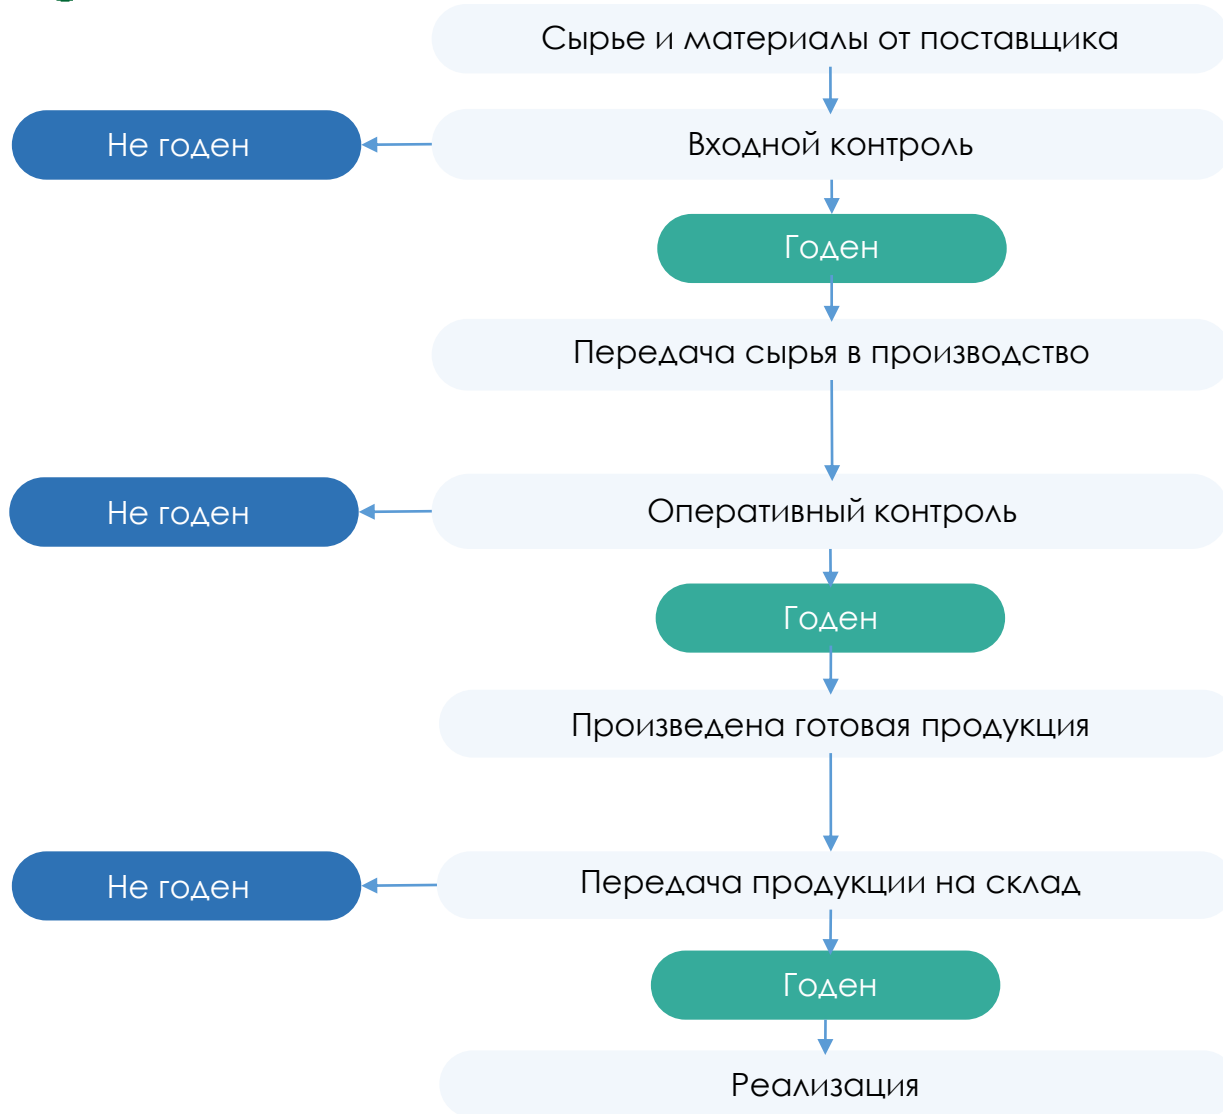 Сырье и материалы от поставщика
Не годен
Входной контроль
Годен
Передача сырья в производство
Не годен
Оперативный контроль
Годен
Произведена готовая продукция
Не годен
Передача продукции на склад
Годен
Реализация